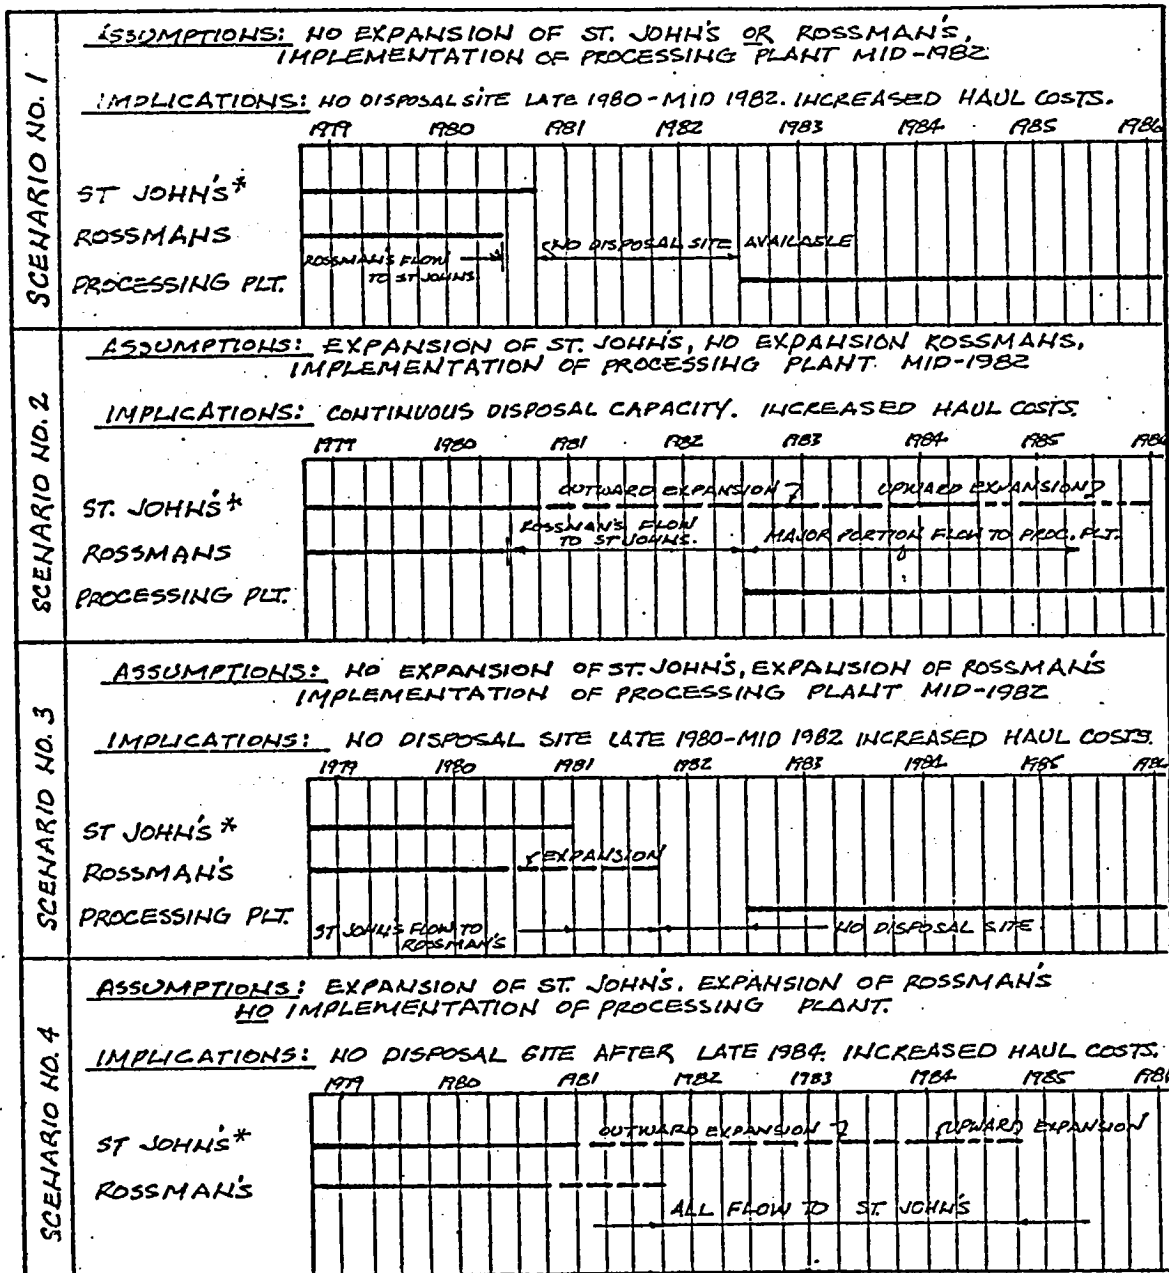 SCENARIO NO. 1
ASSUMPTIONS: NO EXPANSION OF ST. JOHN'S OR ROSSMAN'S,
IMPLEMENTATION OF PROCESSING PLANT MID-1982
IMPLICATIONS: NO DISPOSAL SITE LATE 1980-MID 1982. INCREASED HAUL COSTS.
1979 1980 1981 1982 1983 1984 1985 1986
ST JOHN'S*
ROSSMANS
NO DISPOSAL SITE AVAILABLE
ROSSMAN'S FLOW
TO ST JOHNS
PROCESSING PLT.
SCENARIO NO. 2
ASSUMPTIONS: EXPANSION OF ST. JOHNS, NO EXPANSION ROSSMANS,
IMPLEMENTATION OF PROCESSING PLANT MID-1982
IMPLICATIONS: CONTINUOUS DISPOSAL CAPACITY. INCREASED HAUL COSTS.
1979 1980 1981 1982 1983 1984 1985 1986
OUTWARD EXPANSION UPWARD EXPANSION
ST. JOHN'S*
ROSSMAN'S FLOW
TO ST JOHNS.
MAJOR PORTION FLOW TO PROC. PLT.
ROSSMANS
PROCESSING PLT.
SCENARIO NO. 3
ASSUMPTIONS: NO EXPANSION OF ST. JOHN'S, EXPANSION OF ROSSMAN'S
IMPLEMENTATION OF PROCESSING PLANT MID-1982
IMPLICATIONS: NO DISPOSAL SITE LATE 1980-MID 1982 INCREASED HAUL COSTS.
1979 1980 1981 1982 1983 1984 1985 1986
ST JOHN'S*
EXPANSION
ROSSMAN'S
PROCESSING PLT.
ST JOHN'S FLOW TO
ROSSMAN'S
NO DISPOSAL SITE
SCENARIO NO. 4
ASSUMPTIONS: EXPANSION OF ST. JOHN'S. EXPANSION OF ROSSMAN'S
NO IMPLEMENTATION OF PROCESSING PLANT.
IMPLICATIONS: NO DISPOSAL SITE AFTER LATE 1984. INCREASED HAUL COSTS.
1979 1980 1981 1982 1983 1984 1985 1986
OUTWARD EXPANSION UPWARD EXPANSION
ST JOHN'S*
ROSSMAN'S
ALL FLOW TO ST. JOHN'S